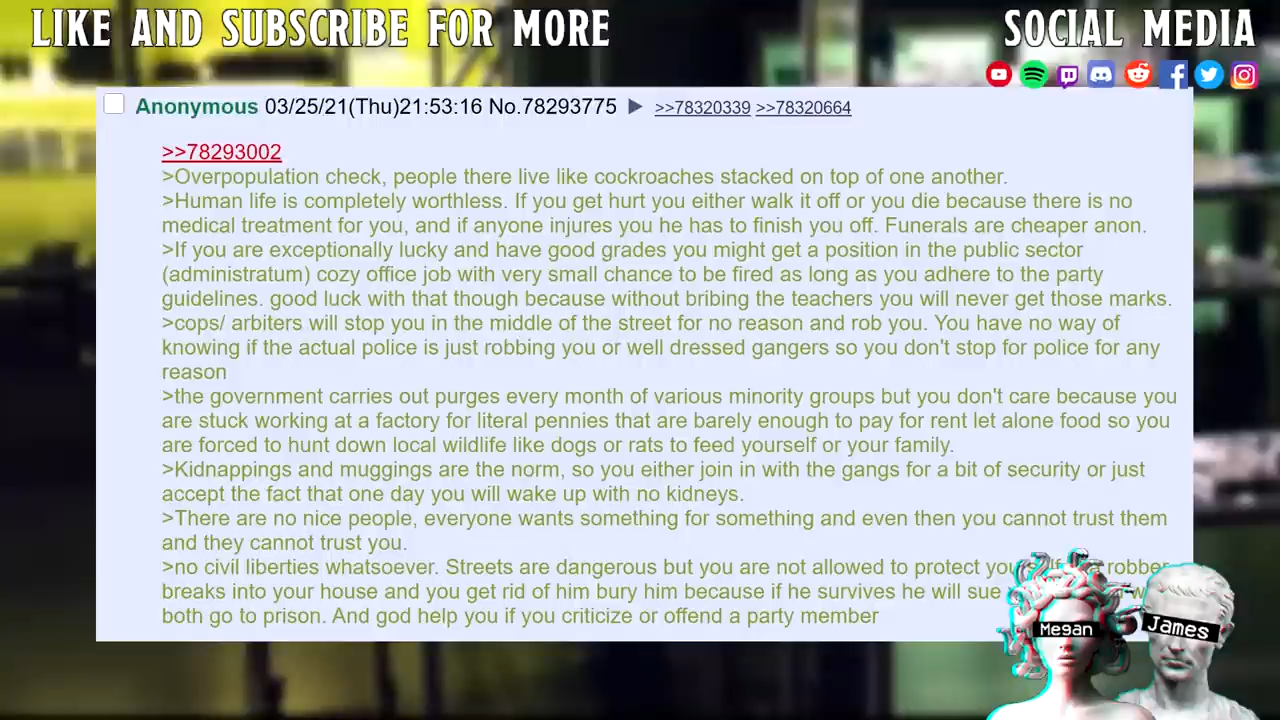 LIKE AND SUBSCRIBE FOR MORE
SOCIAL MEDIA
Anonymous 03/25/21(Thu)21:53:16 No.78293775 ▶ >>78320339 >>78320664
>>78293002
>Overpopulation check, people there live like cockroaches stacked on top of one another.
>Human life is completely worthless. If you get hurt you either walk it off or you die because there is no
medical treatment for you, and if anyone injures you he has to finish you off. Funerals are cheaper anon.
>If you are exceptionally lucky and have good grades you might get a position in the public sector
(administratum) cozy office job with very small chance to be fired as long as you adhere to the party
guidelines. good luck with that though because without bribing the teachers you will never get those marks.
>cops/ arbiters will stop you in the middle of the street for no reason and rob you. You have no way of
knowing if the actual police is just robbing you or well dressed gangers so you don't stop for police for any
reason
>the government carries out purges every month of various minority groups but you don't care because you
are stuck working at a factory for literal pennies that are barely enough to pay for rent let alone food so you
are forced to hunt down local wildlife like dogs or rats to feed yourself or your family.
>Kidnappings and muggings are the norm, so you either join in with the gangs for a bit of security or just
accept the fact that one day you will wake up with no kidneys.
>There are no nice people, everyone wants something for something and even then you cannot trust them
and they cannot trust you.
>no civil liberties whatsoever. Streets are dangerous but you are not allowed to protect robber
breaks into your house and you get rid of him bury him because if he survives he will sue
both go to prison. And god help you if you criticize or offend a party member
Megan
James